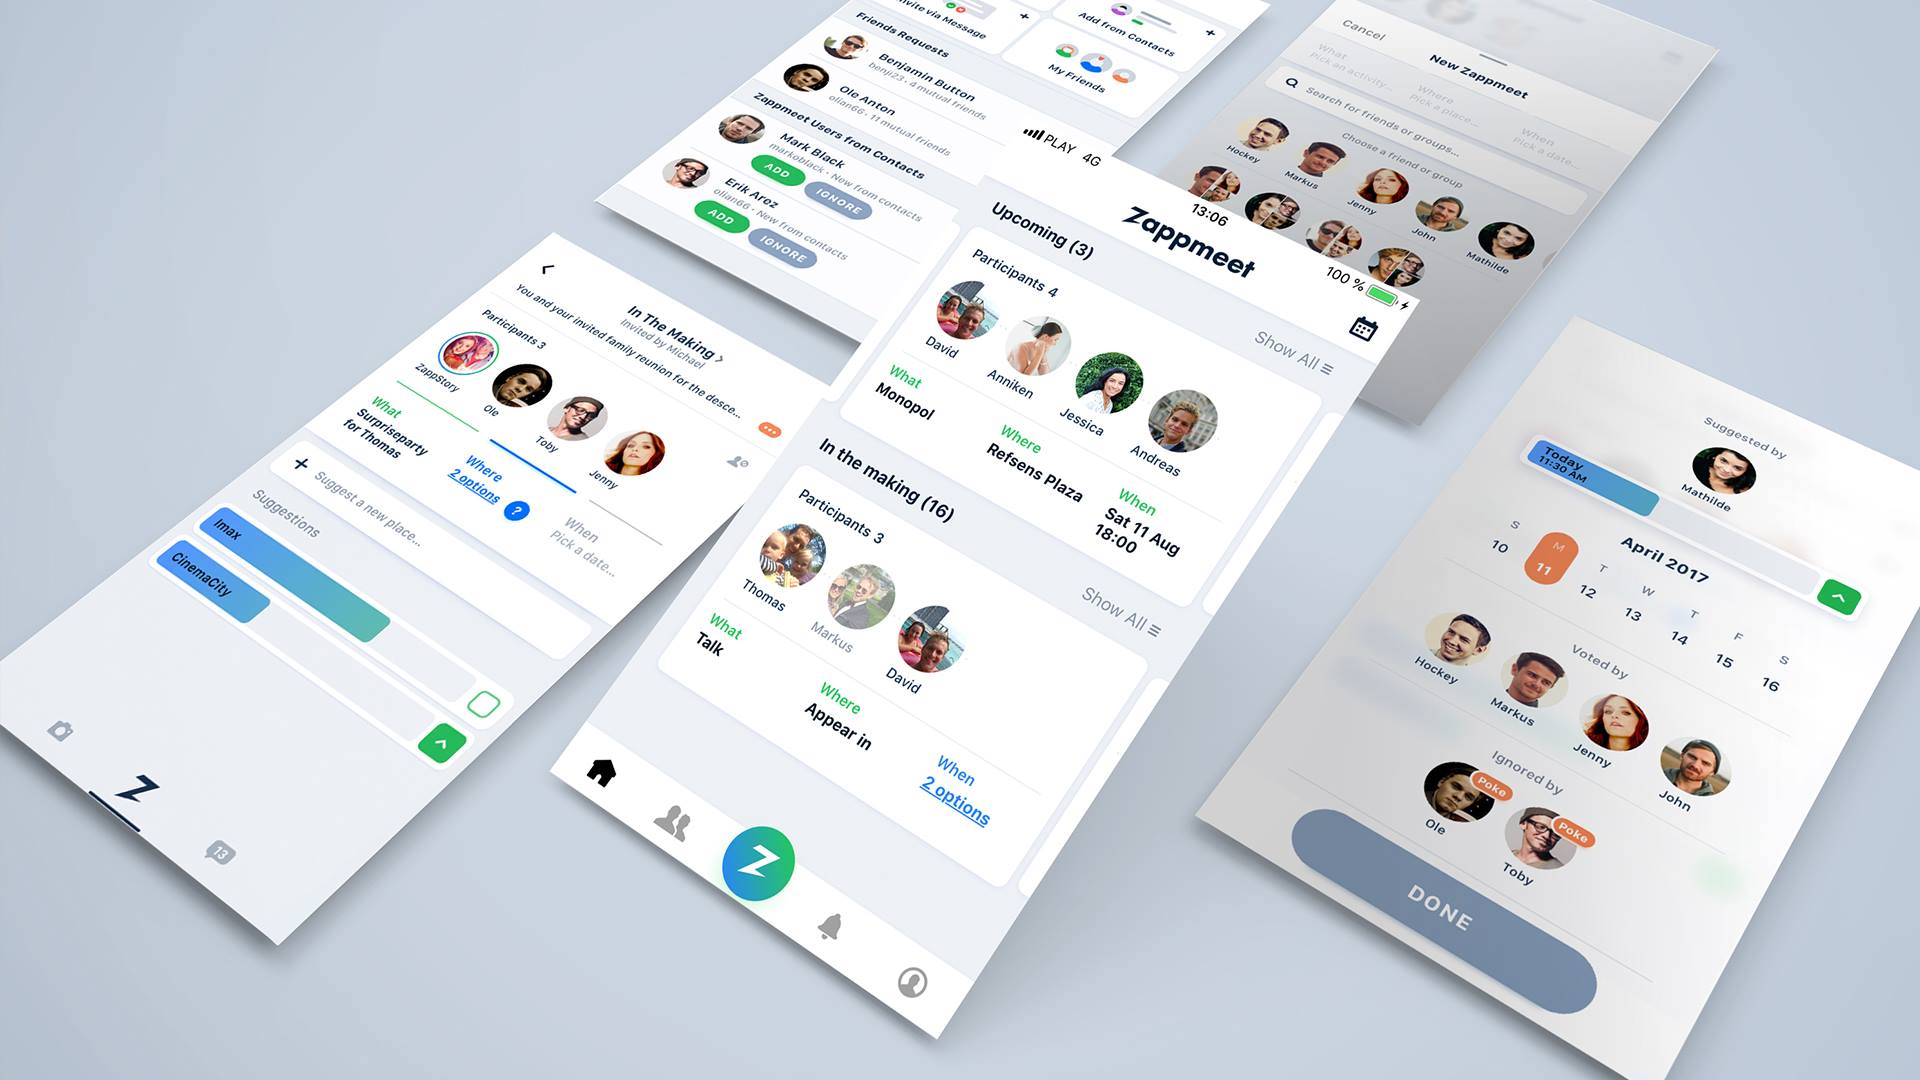 Invite via Message
+
Add from Contacts
+
My Friends
Friends Requests
Benjamin Button
benji23 · 4 mutual friends
Ole Anton
olian66 · 11 mutual friends
Zappmeet Users from Contacts
Mark Black
markoblack · New from contacts
ADD
IGNORE
Erik Arez
olian66 · New from contacts
ADD
IGNORE
Cancel
New Zappmeet
What
Pick an activity...
Where
Pick a place...
When
pick a date...
Search for friends or groups...
Choose a friend or group
Hockey
Markus
Jenny
John
Mathilde
In The Making
Invited by Michael
You and your invited family reunion for the desce...
Participants 3
ZappStory
Ole
Toby
Jenny
What
Surpriseparty
for Thomas
Where
2 options
?
When
Pick a date...
+ Suggest a new place...
Suggestions
Imax
CinemaCity
Z
13
PLAY 4G
13:06
100 %
Zappmeet
Upcoming (3)
Show All
Participants 4
David
Anniken
Jessica
Andreas
What
Monopol
Where
Refsens Plaza
When
Sat 11 Aug
18:00
In the making (16)
Show All
Participants 3
Thomas
Markus
David
What
Talk
Where
Appear in
When
2 options
Z
Suggested by
Mathilde
Today
11:30 AM
April 2017
S M T W T F S
10 11 12 13 14 15 16
Voted by
Hockey
Markus
Jenny
John
Ignored by
Poke
Ole
Poke
Toby
DONE